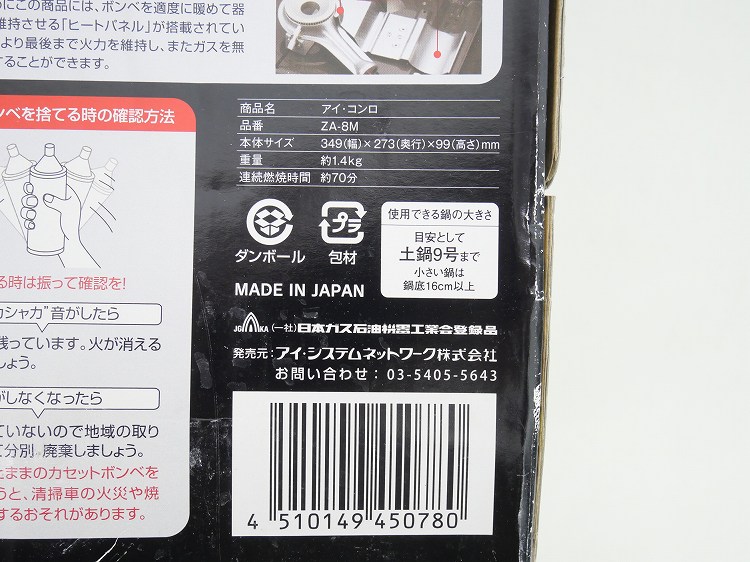 めにこの商品には、ボンベを適度に暖めて器
維持させる「ヒートパネル」が搭載されてい
より最後まで火力を維持し、またガスを無
することができます。
ンベを捨てる時の確認方法
る時は振って確認を!
カシャカ"音がしたら
残っています。火が消える
しょう。
がしなくなったら
ていないので地域の取り
て分別 廃棄しましょう。
たままのカセットボンベを
うと、清掃車の火災や焼
するおそれがあります。
商品名 アイ・コンロ
品番 ZA-8M
本体サイズ 349(幅)×273(奥行)×99(高さ)mm
重量 約1.4kg
連続燃焼時間 約70分
ダンボール
プラ
包材
使用できる鍋の大きさ
目安として
土鍋9号まで
小さい鍋は
鍋底16cm以上
MADE IN JAPAN
JGKA (一社)日本ガス石油機器工業会登録品
発売元:アイ・システムネットワーク株式会社
お問い合わせ:03-5405-5643
4 510149 450780